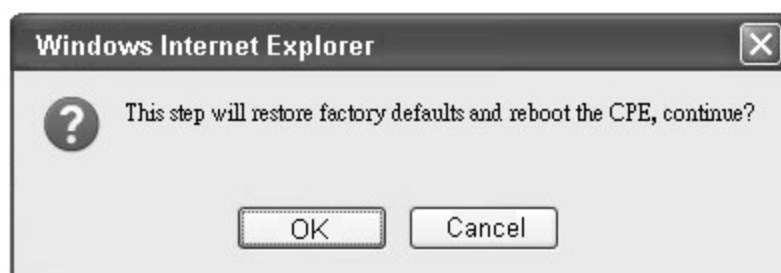 Windows Internet Explorer
This step will restore factory defaults and reboot the CPE, continue?
OK
Cancel